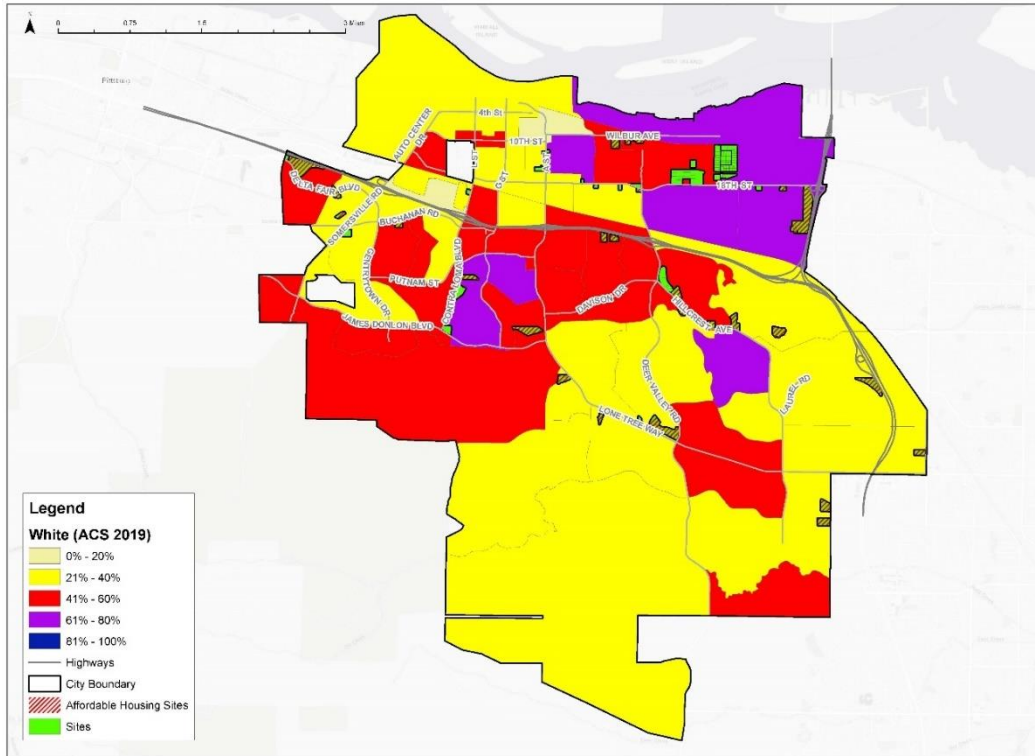 N
0 0.75 1.5 3 Miles
Pittsburg
4th St
AUTO CENTER DR
10TH ST
WILBUR AVE
L ST
G ST
A ST
18TH ST
DELTA FAIR BLVD
SOMERSVILLE RD
BUCHANAN RD
GENTRYTOWN DR
PUTNAM ST
CONTRA LOMA BLVD
JAMES DONLON BLVD
DAVISON DR
HILLCREST AVE
DEER VALLEY RD
LAUREL RD
LONE TREE WAY
Legend
White (ACS 2019)
0% - 20%
21% - 40%
41% - 60%
61% - 80%
81% - 100%
Highways
City Boundary
Affordable Housing Sites
Sites